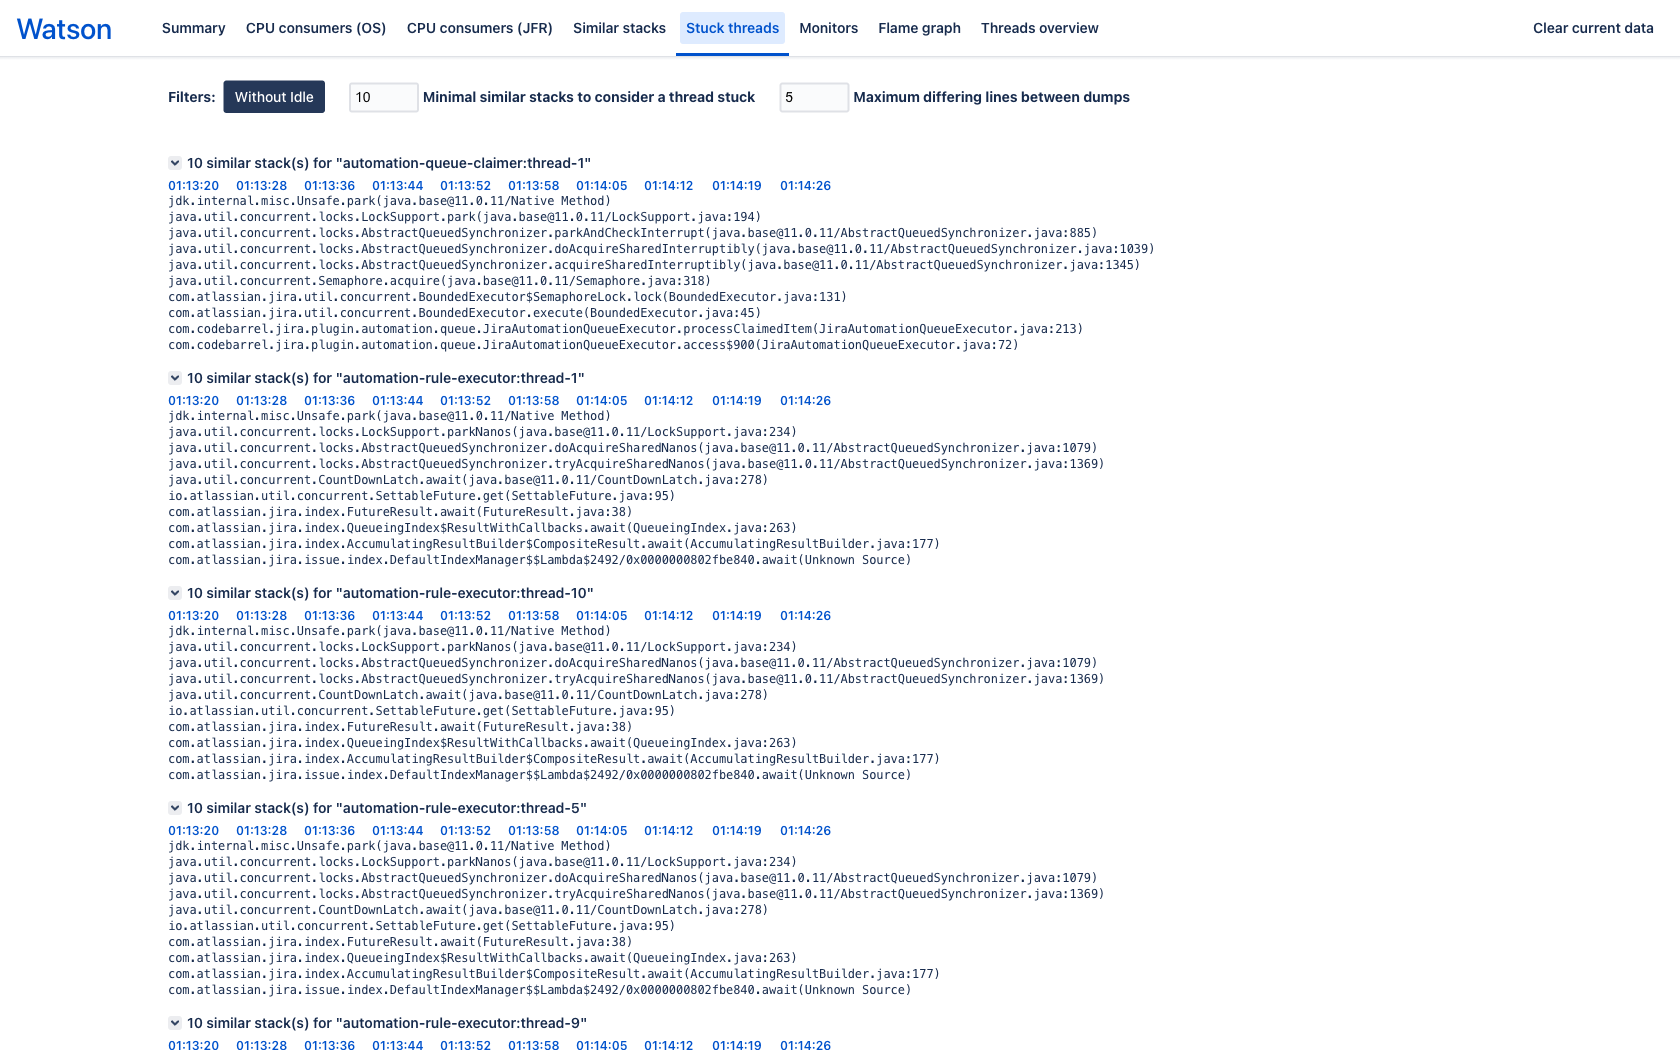 Watson
Summary CPU consumers (OS) CPU consumers (JFR) Similar stacks Stuck threads Monitors Flame graph Threads overview Clear current data
Filters: Without Idle 10 Minimal similar stacks to consider a thread stuck 5 Maximum differing lines between dumps
10 similar stack(s) for "automation-queue-claimer:thread-1"
01:13:20 01:13:28 01:13:36 01:13:44 01:13:52 01:13:58 01:14:05 01:14:12 01:14:19 01:14:26
jdk.internal.misc.Unsafe.park(java.base@11.0.11/Native Method)
java.util.concurrent.locks.LockSupport.park(java.base@11.0.11/LockSupport.java:194)
java.util.concurrent.locks.AbstractQueuedSynchronizer.parkAndCheckInterrupt(java.base@11.0.11/AbstractQueuedSynchronizer.java:885)
java.util.concurrent.locks.AbstractQueuedSynchronizer.doAcquireSharedInterruptibly(java.base@11.0.11/AbstractQueuedSynchronizer.java:1039)
java.util.concurrent.locks.AbstractQueuedSynchronizer.acquireSharedInterruptibly(java.base@11.0.11/AbstractQueuedSynchronizer.java:1345)
java.util.concurrent.Semaphore.acquire(java.base@11.0.11/Semaphore.java:318)
com.atlassian.jira.util.concurrent.BoundedExecutor$SemaphoreLock.lock(BoundedExecutor.java:131)
com.atlassian.jira.util.concurrent.BoundedExecutor.execute(BoundedExecutor.java:45)
com.codebarrel.jira.plugin.automation.queue.JiraAutomationQueueExecutor.processClaimedItem(JiraAutomationQueueExecutor.java:213)
com.codebarrel.jira.plugin.automation.queue.JiraAutomationQueueExecutor.access$900(JiraAutomationQueueExecutor.java:72)
10 similar stack(s) for "automation-rule-executor:thread-1"
01:13:20 01:13:28 01:13:36 01:13:44 01:13:52 01:13:58 01:14:05 01:14:12 01:14:19 01:14:26
jdk.internal.misc.Unsafe.park(java.base@11.0.11/Native Method)
java.util.concurrent.locks.LockSupport.parkNanos(java.base@11.0.11/LockSupport.java:234)
java.util.concurrent.locks.AbstractQueuedSynchronizer.doAcquireSharedNanos(java.base@11.0.11/AbstractQueuedSynchronizer.java:1079)
java.util.concurrent.locks.AbstractQueuedSynchronizer.tryAcquireSharedNanos(java.base@11.0.11/AbstractQueuedSynchronizer.java:1369)
java.util.concurrent.CountDownLatch.await(java.base@11.0.11/CountDownLatch.java:278)
io.atlassian.util.concurrent.SettableFuture.get(SettableFuture.java:95)
com.atlassian.jira.index.FutureResult.await(FutureResult.java:38)
com.atlassian.jira.index.QueueingIndex$ResultWithCallbacks.await(QueueingIndex.java:263)
com.atlassian.jira.index.AccumulatingResultBuilder$CompositeResult.await(AccumulatingResultBuilder.java:177)
com.atlassian.jira.issue.index.DefaultIndexManager$$Lambda$2492/0x0000000802fbe840.await(Unknown Source)
10 similar stack(s) for "automation-rule-executor:thread-10"
01:13:20 01:13:28 01:13:36 01:13:44 01:13:52 01:13:58 01:14:05 01:14:12 01:14:19 01:14:26
jdk.internal.misc.Unsafe.park(java.base@11.0.11/Native Method)
java.util.concurrent.locks.LockSupport.parkNanos(java.base@11.0.11/LockSupport.java:234)
java.util.concurrent.locks.AbstractQueuedSynchronizer.doAcquireSharedNanos(java.base@11.0.11/AbstractQueuedSynchronizer.java:1079)
java.util.concurrent.locks.AbstractQueuedSynchronizer.tryAcquireSharedNanos(java.base@11.0.11/AbstractQueuedSynchronizer.java:1369)
java.util.concurrent.CountDownLatch.await(java.base@11.0.11/CountDownLatch.java:278)
io.atlassian.util.concurrent.SettableFuture.get(SettableFuture.java:95)
com.atlassian.jira.index.FutureResult.await(FutureResult.java:38)
com.atlassian.jira.index.QueueingIndex$ResultWithCallbacks.await(QueueingIndex.java:263)
com.atlassian.jira.index.AccumulatingResultBuilder$CompositeResult.await(AccumulatingResultBuilder.java:177)
com.atlassian.jira.issue.index.DefaultIndexManager$$Lambda$2492/0x0000000802fbe840.await(Unknown Source)
10 similar stack(s) for "automation-rule-executor:thread-5"
01:13:20 01:13:28 01:13:36 01:13:44 01:13:52 01:13:58 01:14:05 01:14:12 01:14:19 01:14:26
jdk.internal.misc.Unsafe.park(java.base@11.0.11/Native Method)
java.util.concurrent.locks.LockSupport.parkNanos(java.base@11.0.11/LockSupport.java:234)
java.util.concurrent.locks.AbstractQueuedSynchronizer.doAcquireSharedNanos(java.base@11.0.11/AbstractQueuedSynchronizer.java:1079)
java.util.concurrent.locks.AbstractQueuedSynchronizer.tryAcquireSharedNanos(java.base@11.0.11/AbstractQueuedSynchronizer.java:1369)
java.util.concurrent.CountDownLatch.await(java.base@11.0.11/CountDownLatch.java:278)
io.atlassian.util.concurrent.SettableFuture.get(SettableFuture.java:95)
com.atlassian.jira.index.FutureResult.await(FutureResult.java:38)
com.atlassian.jira.index.QueueingIndex$ResultWithCallbacks.await(QueueingIndex.java:263)
com.atlassian.jira.index.AccumulatingResultBuilder$CompositeResult.await(AccumulatingResultBuilder.java:177)
com.atlassian.jira.issue.index.DefaultIndexManager$$Lambda$2492/0x0000000802fbe840.await(Unknown Source)
10 similar stack(s) for "automation-rule-executor:thread-9"
01:13:20 01:13:28 01:13:36 01:13:44 01:13:52 01:13:58 01:14:05 01:14:12 01:14:19 01:14:26